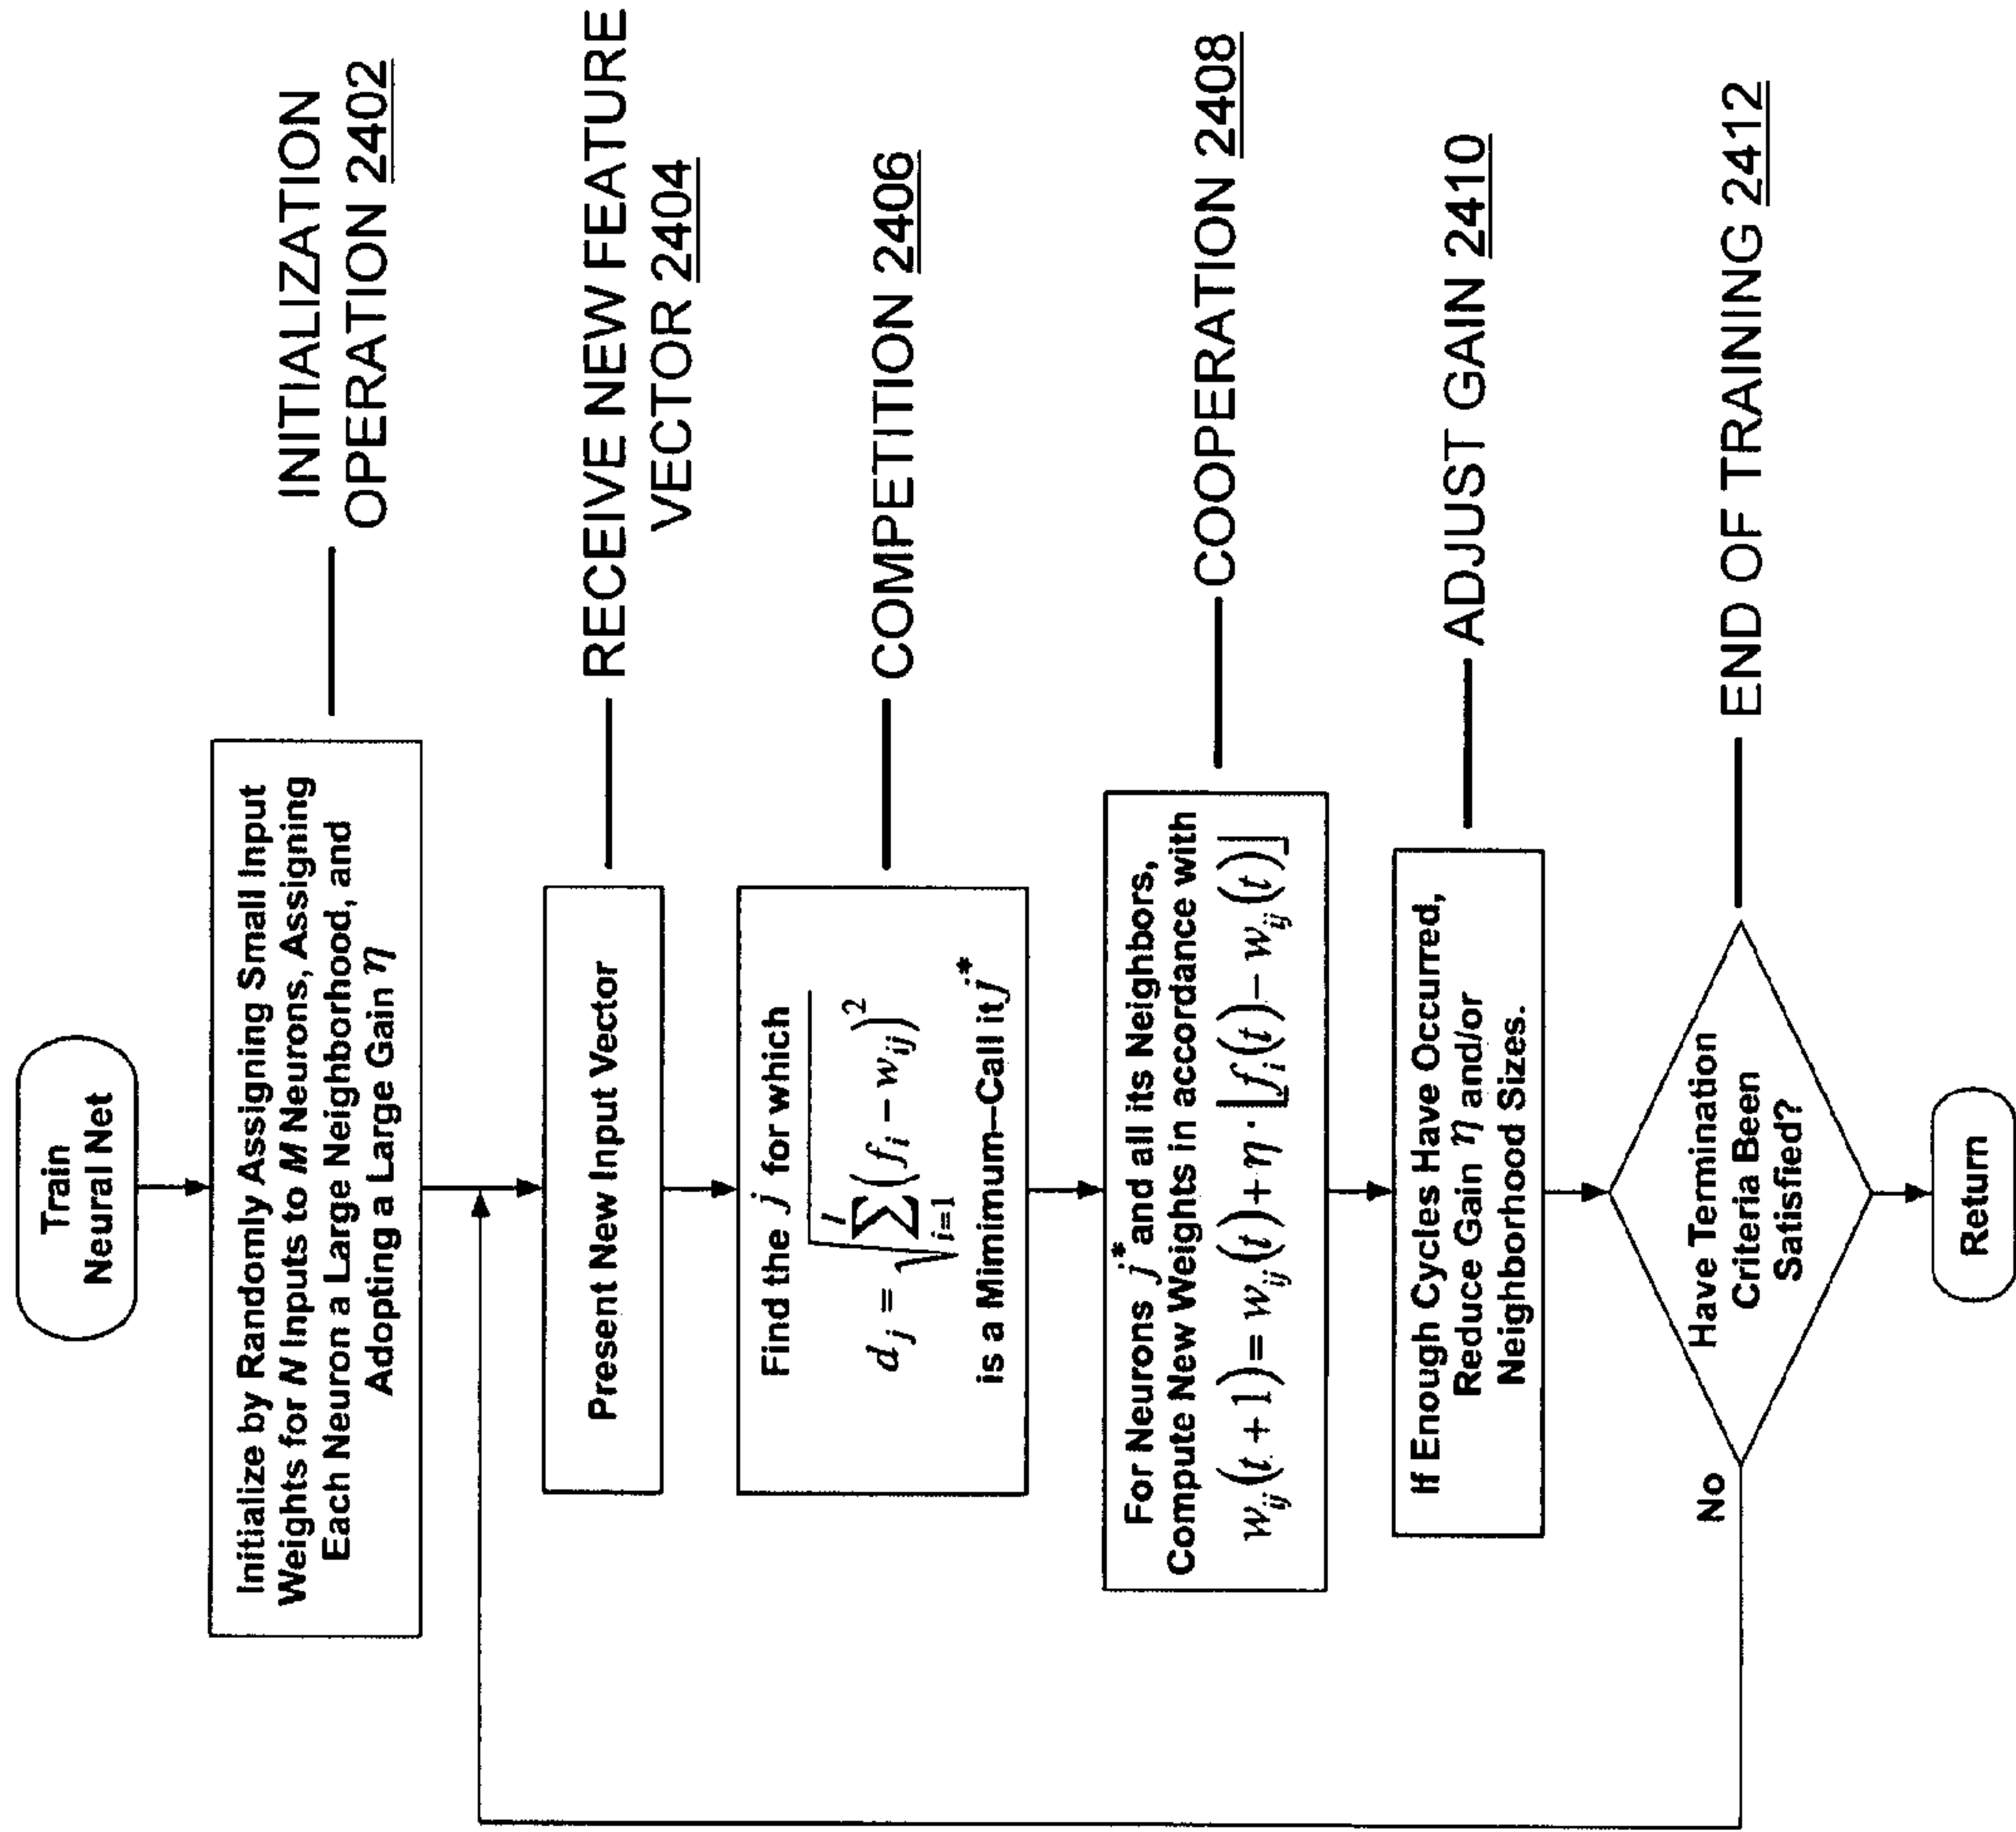 Train
Neural Net
Initialize by Randomly Assigning Small Input
Weights for N Inputs to M Neurons, Assigning
Each Neuron a Large Neighborhood, and
Adopting a Large Gain η
INITIALIZATION
OPERATION 2402
Present New Input Vector
RECEIVE NEW FEATURE
VECTOR 2404
Find the j for which
d_j = √∑_{i=1}^{I} (f_i − w_ij)²
is a Mimimum–Call it j*
COMPETITION 2406
For Neurons j* and all its Neighbors,
Compute New Weights in accordance with
w_ij(t+1) = w_ij(t) + η · [f_i(t) − w_ij(t)]
COOPERATION 2408
If Enough Cycles Have Occurred,
Reduce Gain η and/or
Neighborhood Sizes.
ADJUST GAIN 2410
Have Termination
Criteria Been
Satisfied?
END OF TRAINING 2412
No
Return